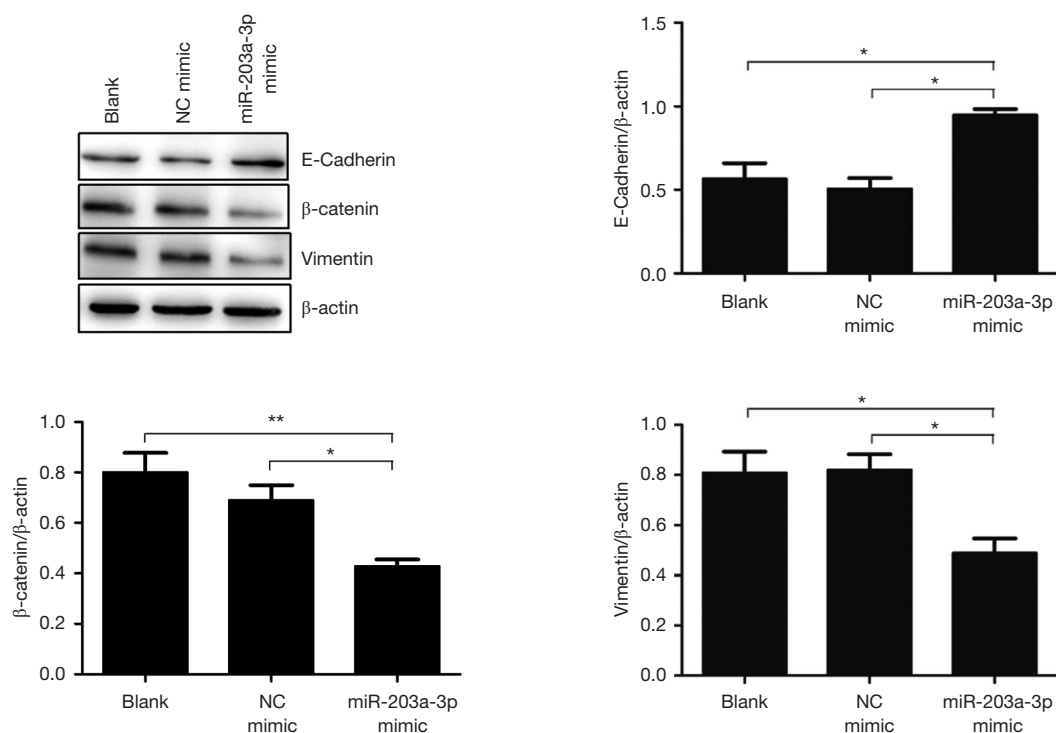 Blank
NC mimic
miR-203a-3p
mimic
E-Cadherin
β-catenin
Vimentin
β-actin
E-Cadherin/β-actin
1.5
1.0
0.5
0.0
*
*
Blank
NC
mimic
miR-203a-3p
mimic
β-catenin/β-actin
1.0
0.8
0.6
0.4
0.2
0.0
**
*
Blank
NC
mimic
miR-203a-3p
mimic
Vimentin/β-actin
1.0
0.8
0.6
0.4
0.2
0.0
*
*
Blank
NC
mimic
miR-203a-3p
mimic